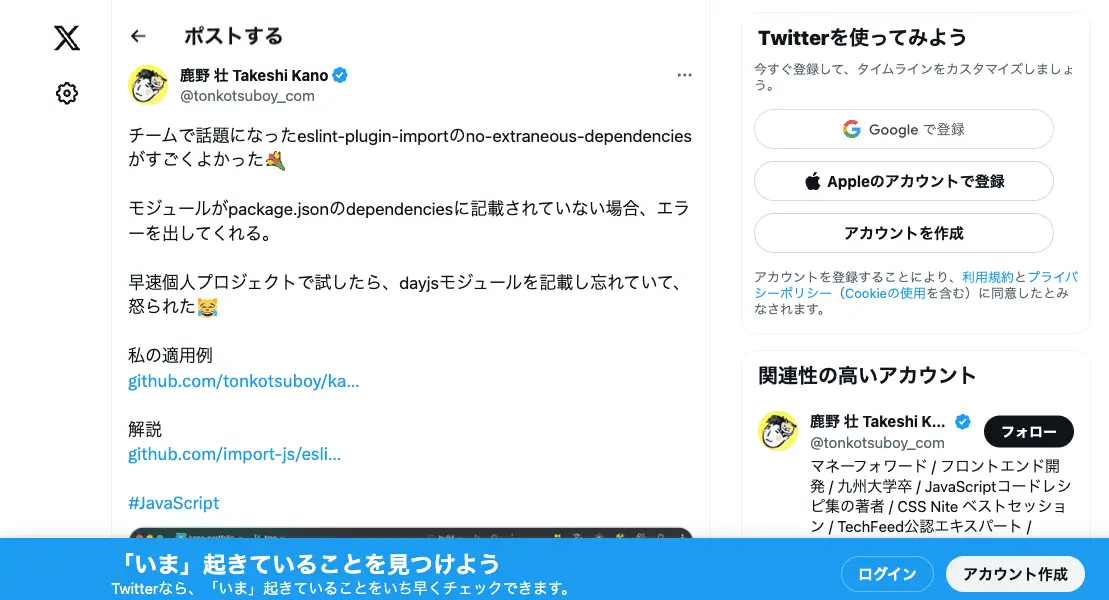 ポストする
鹿野 壮 Takeshi Kano
@tonkotsuboy_com
チームで話題になったeslint-plugin-importのno-extraneous-dependencies
がすごくよかった💐
モジュールがpackage.jsonのdependenciesに記載されていない場合、エラ
ーを出してくれる。
早速個人プロジェクトで試したら、dayjsモジュールを記載し忘れていて、
怒られた😹
私の適用例
github.com/tonkotsuboy/ka...
解説
github.com/import-js/esli...
#JavaScript
Twitterを使ってみよう
今すぐ登録して、タイムラインをカスタマイズしましょ
う。
Google で登録
Appleのアカウントで登録
アカウントを作成
アカウントを登録することにより、利用規約とプライバ
シーポリシー（Cookieの使用を含む）に同意したとみ
なされます。
関連性の高いアカウント
鹿野 壮 Takeshi K...
フォロー
@tonkotsuboy_com
マネーフォワード / フロントエンド開
発 / 九州大学卒 / JavaScriptコードレシ
ピ集の著者 / CSS Nite ベストセッショ
ン / TechFeed公認エキスパート /
「いま」起きていることを見つけよう
Twitterなら、「いま」起きていることをいち早くチェックできます。
ログイン
アカウント作成